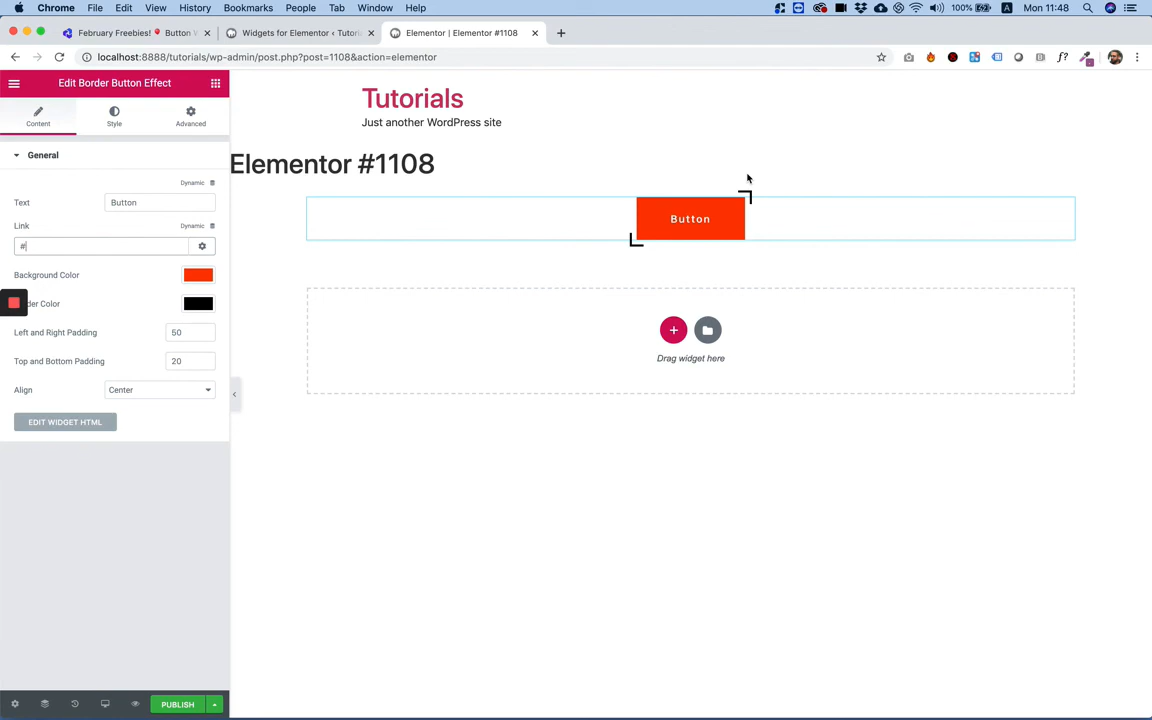 Chrome File Edit View History Bookmarks People Tab Window Help 100% A Mon 11:48
February Freebies! Button W
Widgets for Elementor ‹ Tutori
Elementor | Elementor #1108
localhost:8888/tutorials/wp-admin/post.php?post=1108&action=elementor
f?
Edit Border Button Effect
Content
Style
Advanced
General
Dynamic
Text
Button
Link
Dynamic
#
Background Color
der Color
Left and Right Padding
50
Top and Bottom Padding
20
Align
Center
EDIT WIDGET HTML
PUBLISH
Tutorials
Just another WordPress site
Elementor #1108
Button
Drag widget here